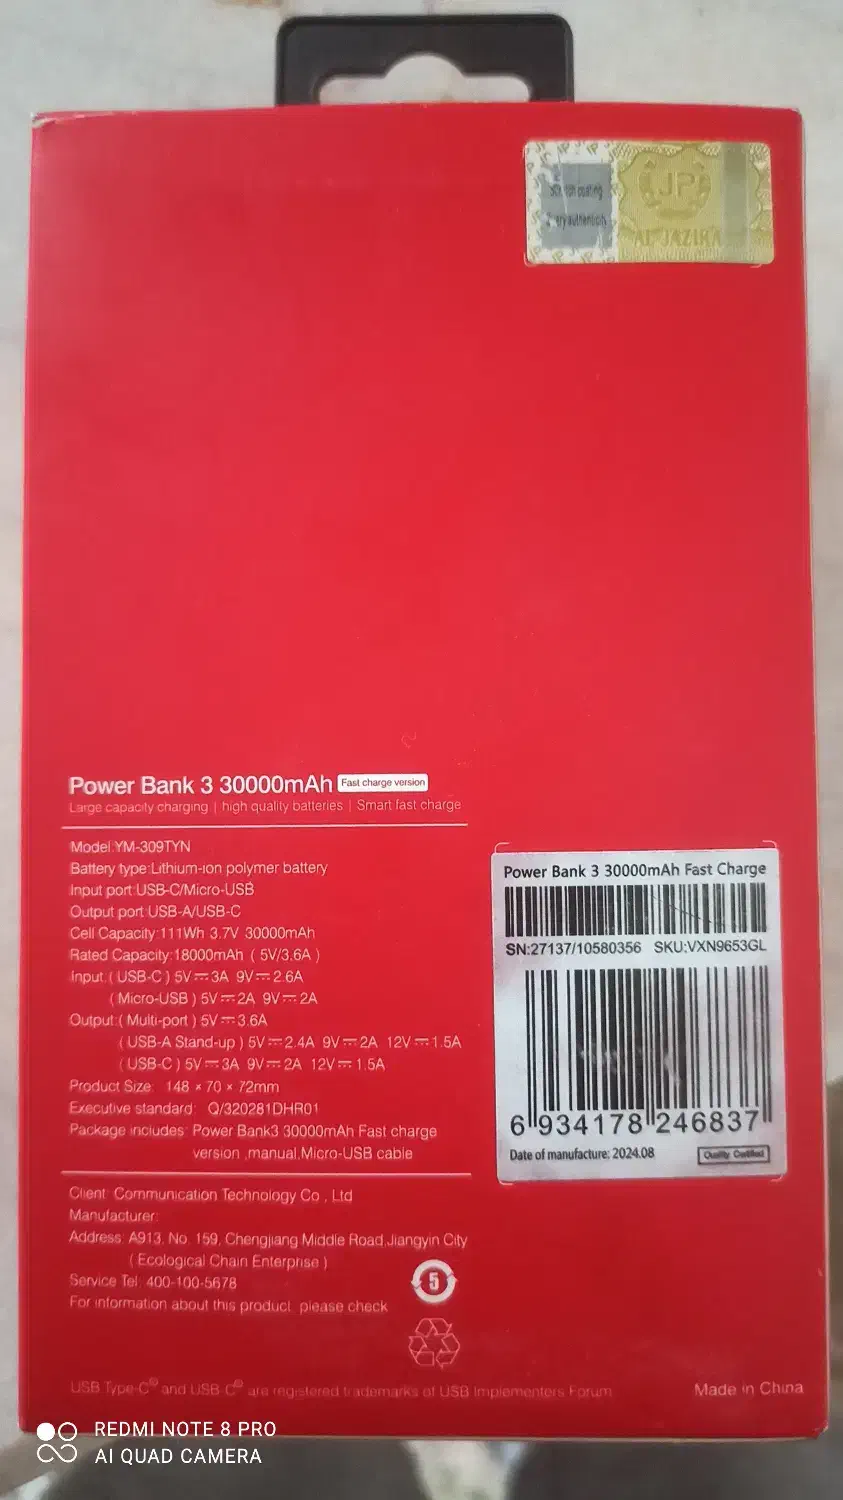 JP
AL JAZIRA
Power Bank 3 30000mAh Fast charge version
Large capacity charging | high quality batteries | Smart fast charge
Model:YM-309TYN
Battery type:Lithium-ion polymer battery
Input port:USB-C/Micro-USB
Output port:USB-A/USB-C
Cell Capacity:111Wh 3.7V 30000mAh
Rated Capacity:18000mAh ( 5V/3.6A )
Input:( USB-C ) 5V⎓3A 9V⎓2.6A
( Micro-USB ) 5V⎓2A 9V⎓2A
Output:( Multi-port ) 5V⎓3.6A
( USB-A Stand-up ) 5V⎓2.4A 9V⎓2A 12V⎓1.5A
( USB-C ) 5V⎓3A 9V⎓2A 12V⎓1.5A
Product Size: 148 × 70 × 72mm
Executive standard: Q/320281DHR01
Package includes: Power Bank3 30000mAh Fast charge
version ,manual,Micro-USB cable
Client: Communication Technology Co , Ltd
Manufacturer:
Address: A913, No. 159, Chengjiang Middle Road,Jiangyin City
( Ecological Chain Enterprise )
Service Tel: 400-100-5678
For information about this product, please check
5
USB Type-C® and USB-C® are registered trademarks of USB Implementers Forum
Made in China
Power Bank 3 30000mAh Fast Charge
SN:27137/10580356 SKU:VXN9653GL
6 934178 246837
Date of manufacture: 2024.08 Quality Certified
REDMI NOTE 8 PRO
AI QUAD CAMERA